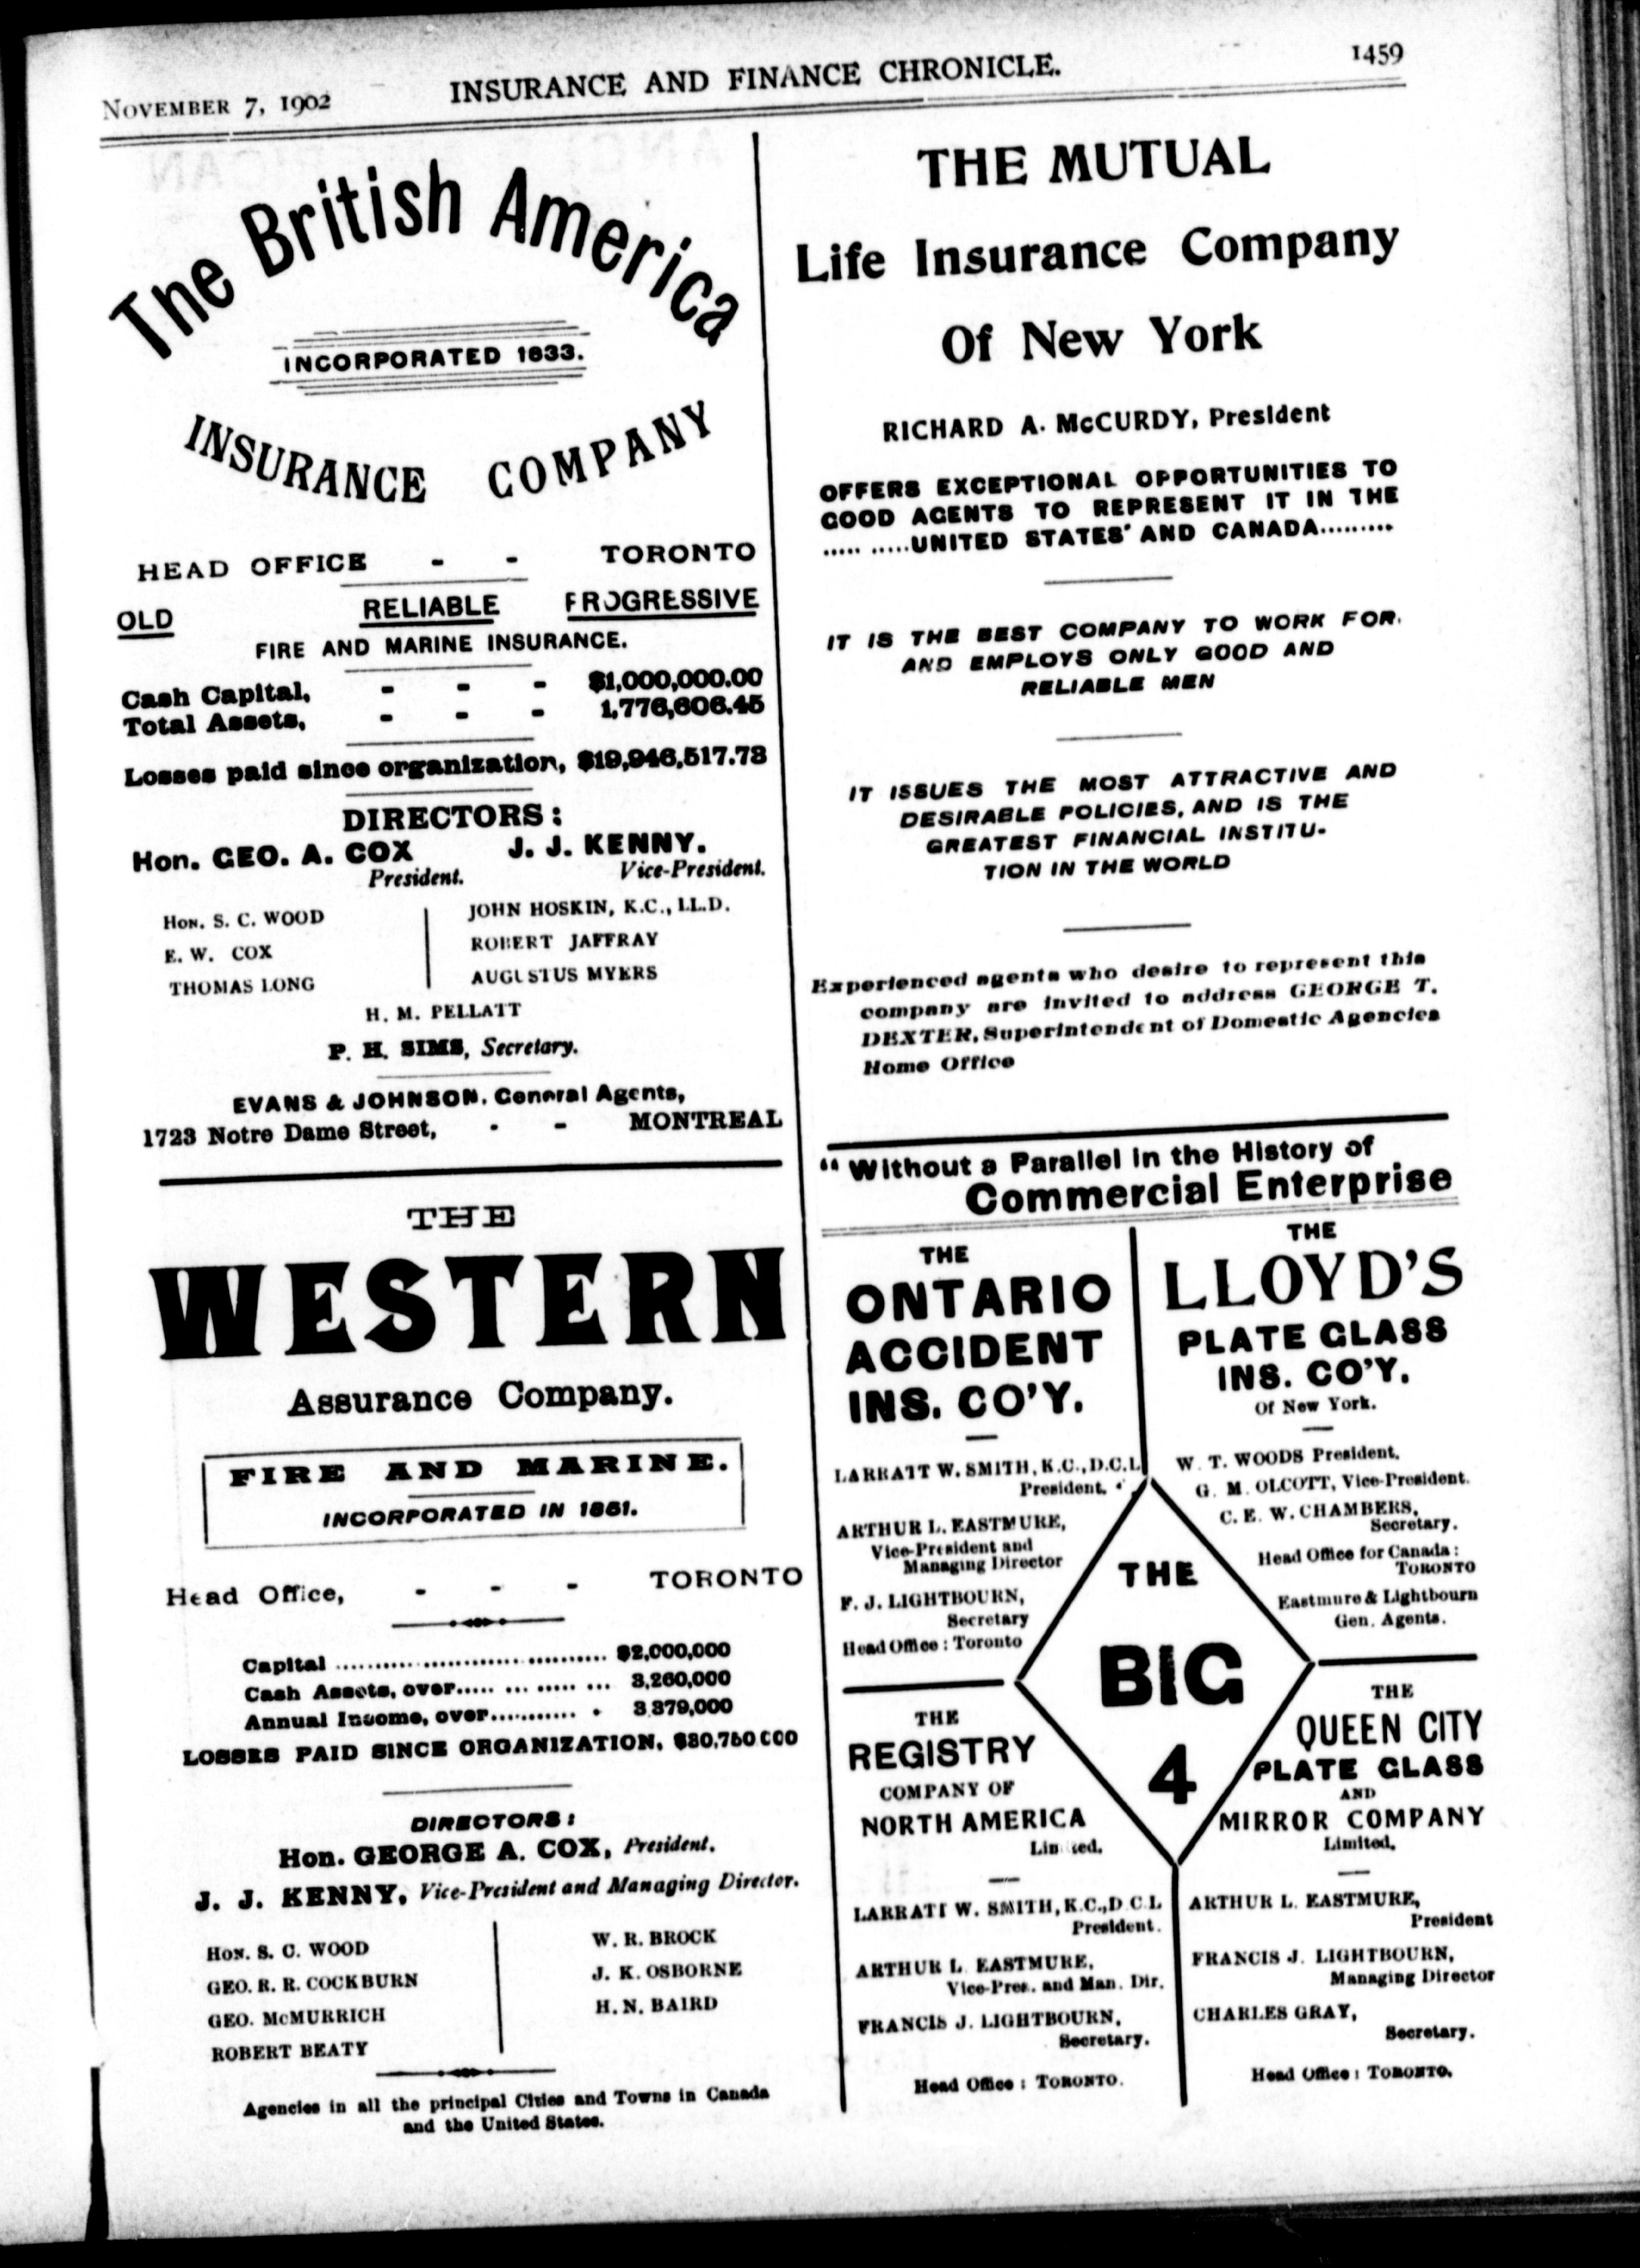 NOVEMBER 7, 1902
INSURANCE AND FINANCE CHRONICLE.
1459
The British America
INCORPORATED 1833.
INSURANCE COMPANY
HEAD OFFICE - - TORONTO
OLD RELIABLE PROGRESSIVE
FIRE AND MARINE INSURANCE.
Cash Capital, - - - $1,000,000.00
Total Assets, - - - 1,776,606.45
Losses paid since organization, $19,946,517.73
DIRECTORS:
Hon. GEO. A. COX
President.
J. J. KENNY.
Vice-President.
HON. S. C. WOOD
E. W. COX
THOMAS LONG
JOHN HOSKIN, K.C., LL.D.
ROBERT JAFFRAY
AUGUSTUS MYERS
H. M. PELLATT
P. H. SIMS, Secretary.
EVANS & JOHNSON, General Agents,
1723 Notre Dame Street, - - MONTREAL
THE
WESTERN
Assurance Company.
FIRE AND MARINE.
INCORPORATED IN 1851.
Head Office, - - - TORONTO
Capital ................................. $2,000,000
Cash Assets, over..... ... ..... ... 3,260,000
Annual Income, over........... . 3 379,000
LOSSES PAID SINCE ORGANIZATION, $30,750 000
DIRECTORS:
Hon. GEORGE A. COX, President.
J. J. KENNY, Vice-President and Managing Director.
HON. S. C. WOOD
GEO. R. R. COCKBURN
GEO. McMURRICH
ROBERT BEATY
W. R. BROCK
J. K. OSBORNE
H. N. BAIRD
Agencies in all the principal Cities and Towns in Canada
and the United States.
THE MUTUAL
Life Insurance Company
Of New York
RICHARD A. McCURDY, President
OFFERS EXCEPTIONAL OPPORTUNITIES TO
GOOD AGENTS TO REPRESENT IT IN THE
..... .....UNITED STATES' AND CANADA.........
IT IS THE BEST COMPANY TO WORK FOR,
AND EMPLOYS ONLY GOOD AND
RELIABLE MEN
IT ISSUES THE MOST ATTRACTIVE AND
DESIRABLE POLICIES, AND IS THE
GREATEST FINANCIAL INSTITU-
TION IN THE WORLD
Experienced agents who desire to represent this
company are invited to address GEORGE T.
DEXTER, Superintendent of Domestic Agencies
Home Office
"Without a Parallel in the History of
Commercial Enterprise
THE
ONTARIO
ACCIDENT
INS. CO'Y.
LARRATT W. SMITH, K.C., D.C.L
President.
ARTHUR L. EASTMURE,
Vice-President and
Managing Director
F. J. LIGHTBOURN,
Secretary
Head Office : Toronto
THE
LLOYD'S
PLATE GLASS
INS. CO'Y.
Of New York.
W. T. WOODS President.
G. M. OLCOTT, Vice-President.
C. E. W. CHAMBERS,
Secretary.
Head Office for Canada :
TORONTO
Eastmure & Lightbourn
Gen. Agents.
THE
BIG
4
THE
REGISTRY
COMPANY OF
NORTH AMERICA
Limited.
LARRATT W. SMITH, K.C., D C L
President.
ARTHUR L EASTMURE,
Vice-Pres. and Man. Dir.
FRANCIS J. LIGHTBOURN,
Secretary.
Head Office : TORONTO.
THE
QUEEN CITY
PLATE GLASS
AND
MIRROR COMPANY
Limited,
ARTHUR L. EASTMURE,
President
FRANCIS J. LIGHTBOURN,
Managing Director
CHARLES GRAY,
Secretary.
Head Office : TORONTO.